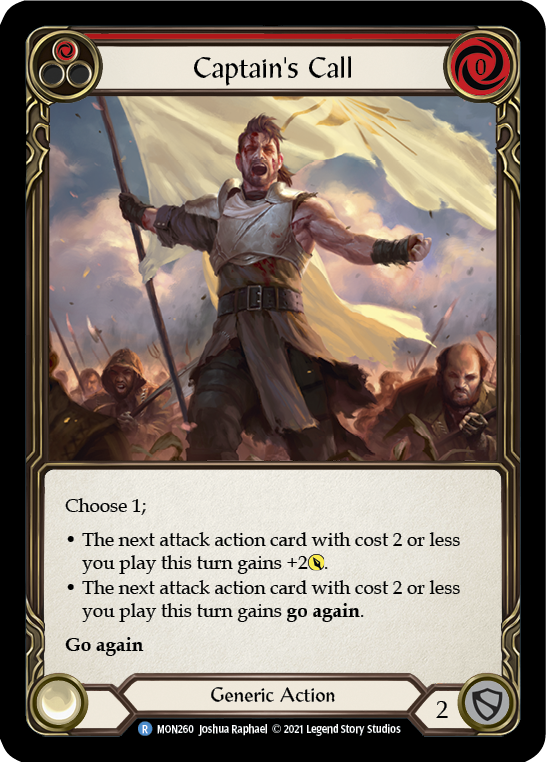 Captain's Call
0
Choose 1;
• The next attack action card with cost 2 or less
you play this turn gains +2.
• The next attack action card with cost 2 or less
you play this turn gains go again.
Go again
Generic Action
2
R MON260 Joshua Raphael © 2021 Legend Story Studios